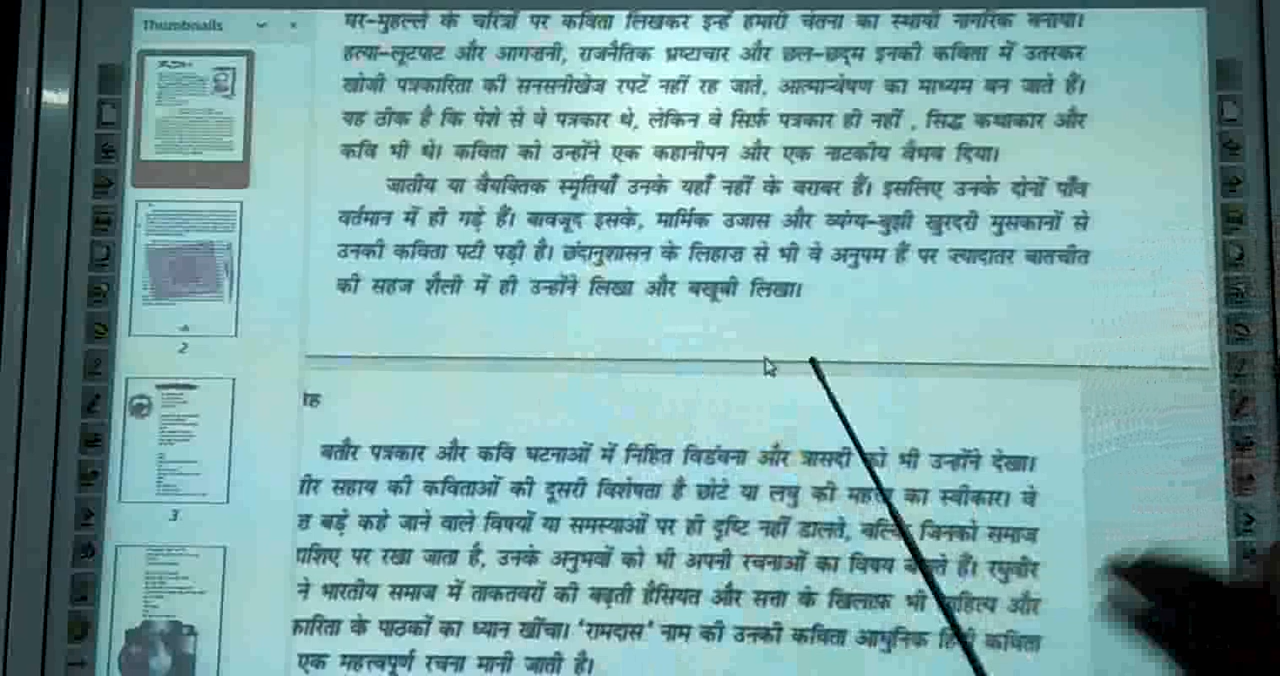 Thumbnails
घर-मुहल्ले के चरित्रों पर कविता लिखकर इन्हें हमारी चेतना का स्थायी नागरिक बनाया।
हत्या-लूटपाट और आगज़नी, राजनैतिक भ्रष्टाचार और छल-छद्म इनकी कविता में उतरकर
खोजी पत्रकारिता की सनसनीखेज रपटें नहीं रह जाते, आत्मान्वेषण का माध्यम बन जाते हैं।
यह ठीक है कि पेशे से वे पत्रकार थे, लेकिन वे सिर्फ़ पत्रकार ही नहीं , सिद्ध कथाकार और
कवि भी थे। कविता को उन्होंने एक कहानीपन और एक नाटकीय वैभव दिया।
जातीय या वैयक्तिक स्मृतियाँ उनके यहाँ नहीं के बराबर हैं। इसलिए उनके दोनों पाँव
वर्तमान में ही गड़े हैं। बावजूद इसके, मार्मिक उजास और व्यंग्य-बुझी खुरदरी मुसकानों से
उनकी कविता पटी पड़ी है। छंदानुशासन के लिहाज़ से भी वे अनुपम हैं पर ज्यादातर बातचीत
की सहज शैली में ही उन्होंने लिखा और बखूबी लिखा।
ोह
बतौर पत्रकार और कवि घटनाओं में निहित विडंबना और त्रासदी को भी उन्होंने देखा।
ीर सहाय की कविताओं की दूसरी विशेषता है छोटे या लघु की महत्ता का स्वीकार। वे
बड़े कहे जाने वाले विषयों या समस्याओं पर ही दृष्टि नहीं डालते, बल्कि जिनको समाज
ाशिए पर रखा जाता है, उनके अनुभवों को भी अपनी रचनाओं का विषय बनाते हैं। रघुवीर
ने भारतीय समाज में ताकतवरों की बढ़ती हैसियत और सत्ता के खिलाफ़ भी साहित्य और
कारिता के पाठकों का ध्यान खींचा। 'रामदास' नाम की उनकी कविता आधुनिक हिन्दी कविता
एक महत्वपूर्ण रचना मानी जाती है।
2
3